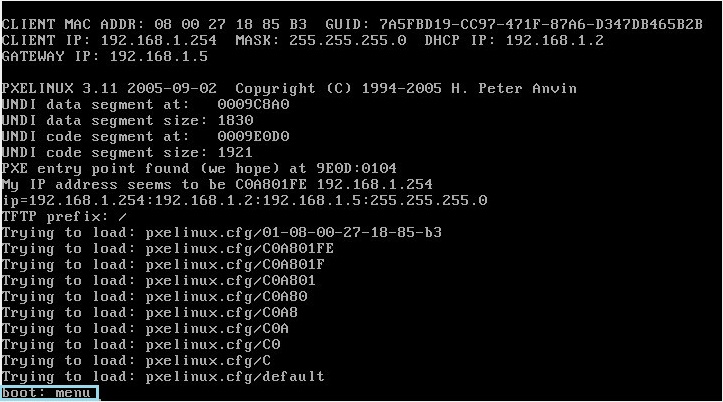 CLIENT MAC ADDR: 08 00 27 18 85 B3  GUID: 7A5FBD19-CC97-471F-87A6-D347DB465B2B
CLIENT IP: 192.168.1.254  MASK: 255.255.255.0  DHCP IP: 192.168.1.2
GATEWAY IP: 192.168.1.5
PXELINUX 3.11 2005-09-02  Copyright (C) 1994-2005 H. Peter Anvin
UNDI data segment at:   0009C8A0
UNDI data segment size: 1830
UNDI code segment at:   0009E0D0
UNDI code segment size: 1921
PXE entry point found (we hope) at 9E0D:0104
My IP address seems to be C0A801FE 192.168.1.254
ip=192.168.1.254:192.168.1.2:192.168.1.5:255.255.255.0
TFTP prefix: /
Trying to load: pxelinux.cfg/01-08-00-27-18-85-b3
Trying to load: pxelinux.cfg/C0A801FE
Trying to load: pxelinux.cfg/C0A801F
Trying to load: pxelinux.cfg/C0A801
Trying to load: pxelinux.cfg/C0A80
Trying to load: pxelinux.cfg/C0A8
Trying to load: pxelinux.cfg/C0A
Trying to load: pxelinux.cfg/C0
Trying to load: pxelinux.cfg/C
Trying to load: pxelinux.cfg/default
boot: menu